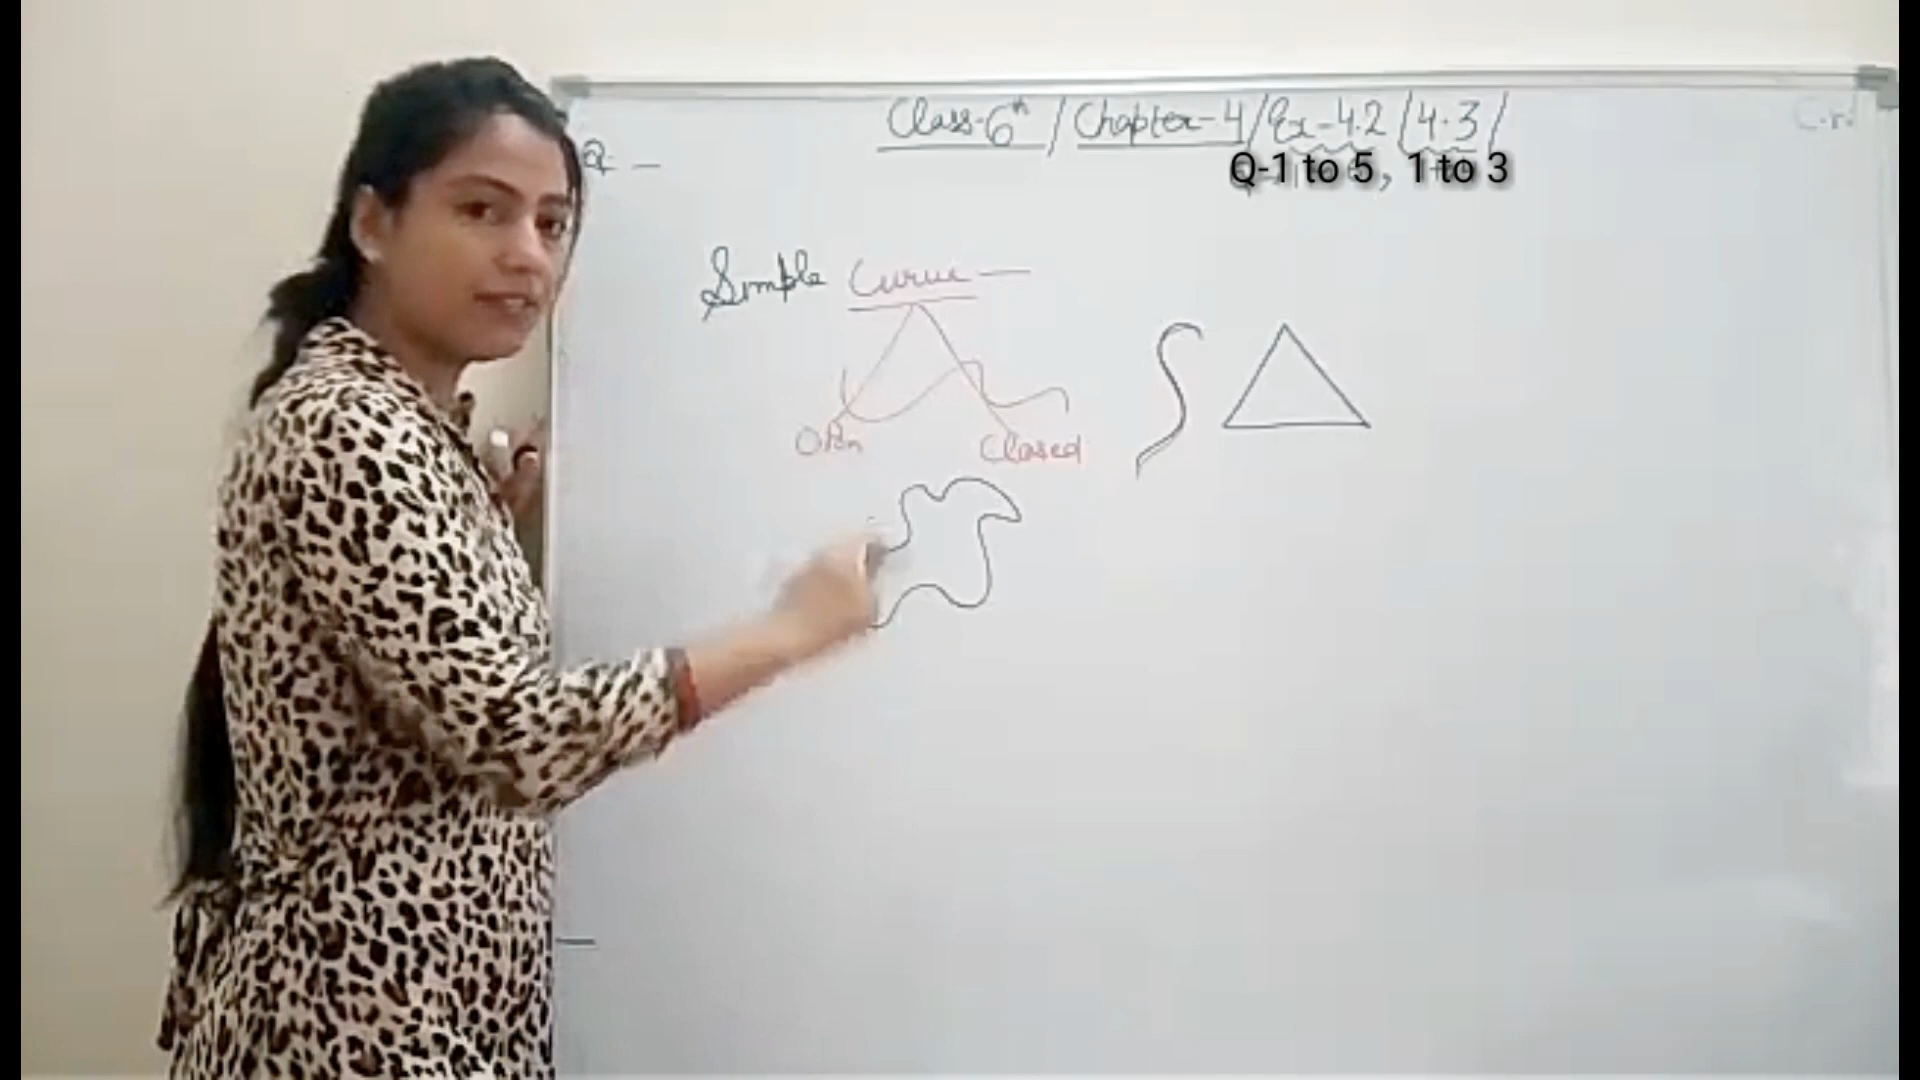 Class-6th / Chapter-4 / Ex-4.2 / 4.3 /
Q-1 to 5, 1 to 3
Q. —
Simple Curve —
Open Closed